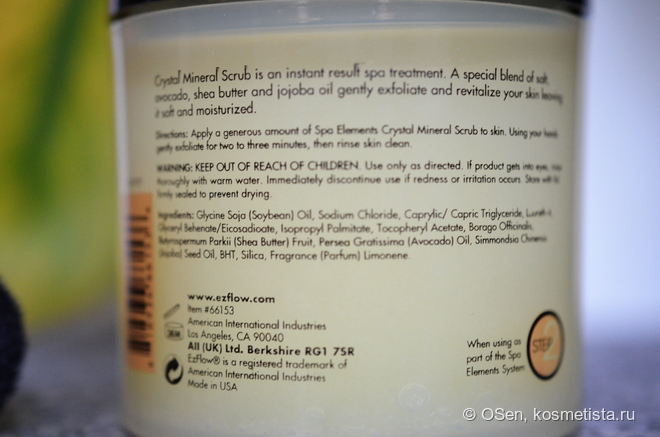 Crystal Mineral Scrub is an instant result spa treatment. A special blend of salt,
avocado, shea butter and jojoba oil gently exfoliate and revitalize your skin leaving
it soft and moisturized.
Directions: Apply a generous amount of Spa Elements Crystal Mineral Scrub to skin. Using your hands
gently exfoliate for two to three minutes, then rinse skin clean.
WARNING: KEEP OUT OF REACH OF CHILDREN. Use only as directed. If product gets into eyes,
thoroughly with warm water. Immediately discontinue use if redness or irritation occurs. Store with lid
firmly sealed to prevent drying.
Ingredients: Glycine Soja (Soybean) Oil, Sodium Chloride, Caprylic/ Capric Triglyceride,
Glyceryl Behenate/Eicosadioate, Isopropyl Palmitate, Tocopheryl Acetate, Borago Officinalis,
Butyrospermum Parkii (Shea Butter) Fruit, Persea Gratissima (Avocado) Oil, Simmondsia Chinensis
(Jojoba) Seed Oil, BHT, Silica, Fragrance (Parfum) Limonene.
www.ezflow.com
Item #66153
American International Industries
Los Angeles, CA 90040
All (UK) Ltd. Berkshire RG1 7SR
EzFlow® is a registered trademark of
American International Industries
Made in USA
When using as
part of the Spa
Elements System
STEP 2
© OSen, kosmetista.ru